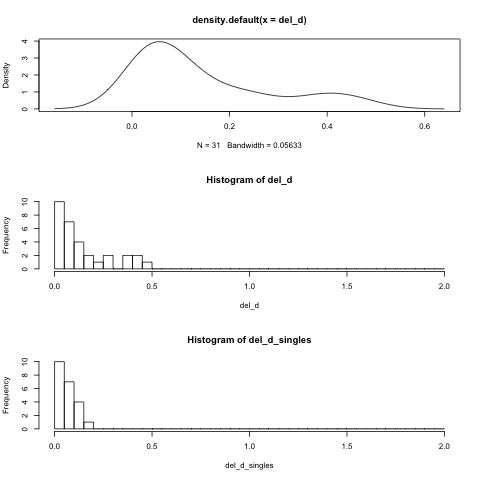 density.default(x = del_d)
Density
0 1 2 3 4
0.0 0.2 0.4 0.6
N = 31 Bandwidth = 0.05633
Histogram of del_d
Frequency
0 2 4 6 8 10
0.0 0.5 1.0 1.5 2.0
del_d
Histogram of del_d_singles
Frequency
0 2 4 6 8 10
0.0 0.5 1.0 1.5 2.0
del_d_singles